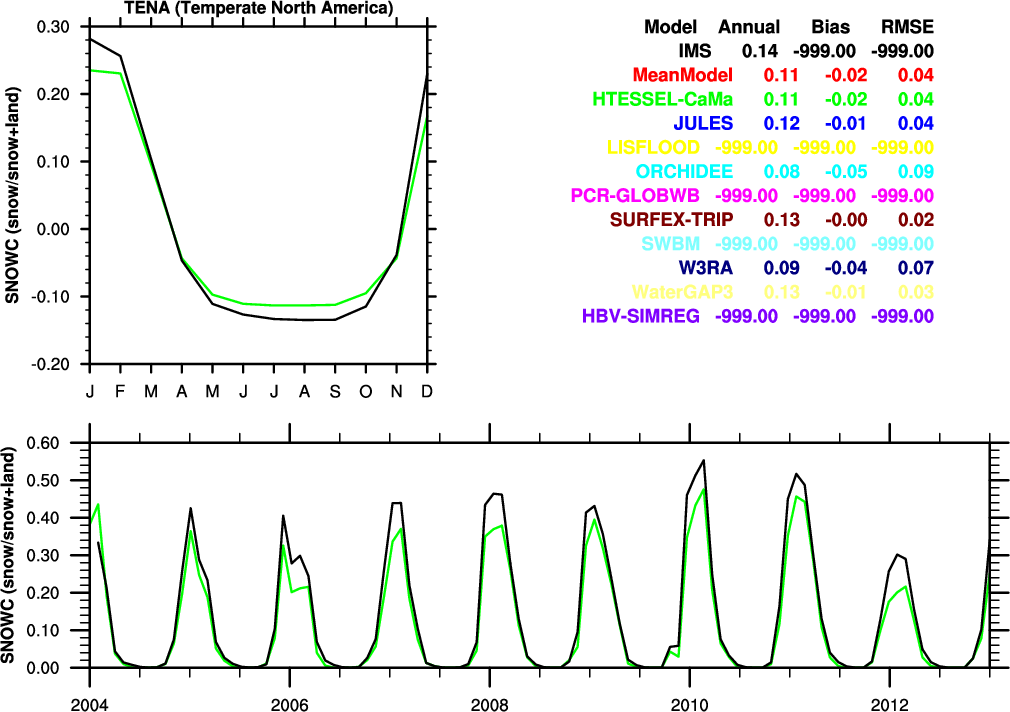 TENA (Temperate North America)
0.30
0.20
0.10
0.00
-0.10
-0.20
SNOWC (snow/snow+land)
J F M A M J J A S O N D
Model Annual Bias RMSE
IMS 0.14 -999.00 -999.00
MeanModel 0.11 -0.02 0.04
HTESSEL-CaMa 0.11 -0.02 0.04
JULES 0.12 -0.01 0.04
LISFLOOD -999.00 -999.00 -999.00
ORCHIDEE 0.08 -0.05 0.09
PCR-GLOBWB -999.00 -999.00 -999.00
SURFEX-TRIP 0.13 -0.00 0.02
SWBM -999.00 -999.00 -999.00
W3RA 0.09 -0.04 0.07
WaterGAP3 0.13 -0.01 0.03
HBV-SIMREG -999.00 -999.00 -999.00
0.60
0.50
0.40
0.30
0.20
0.10
0.00
SNOWC (snow/snow+land)
2004 2006 2008 2010 2012